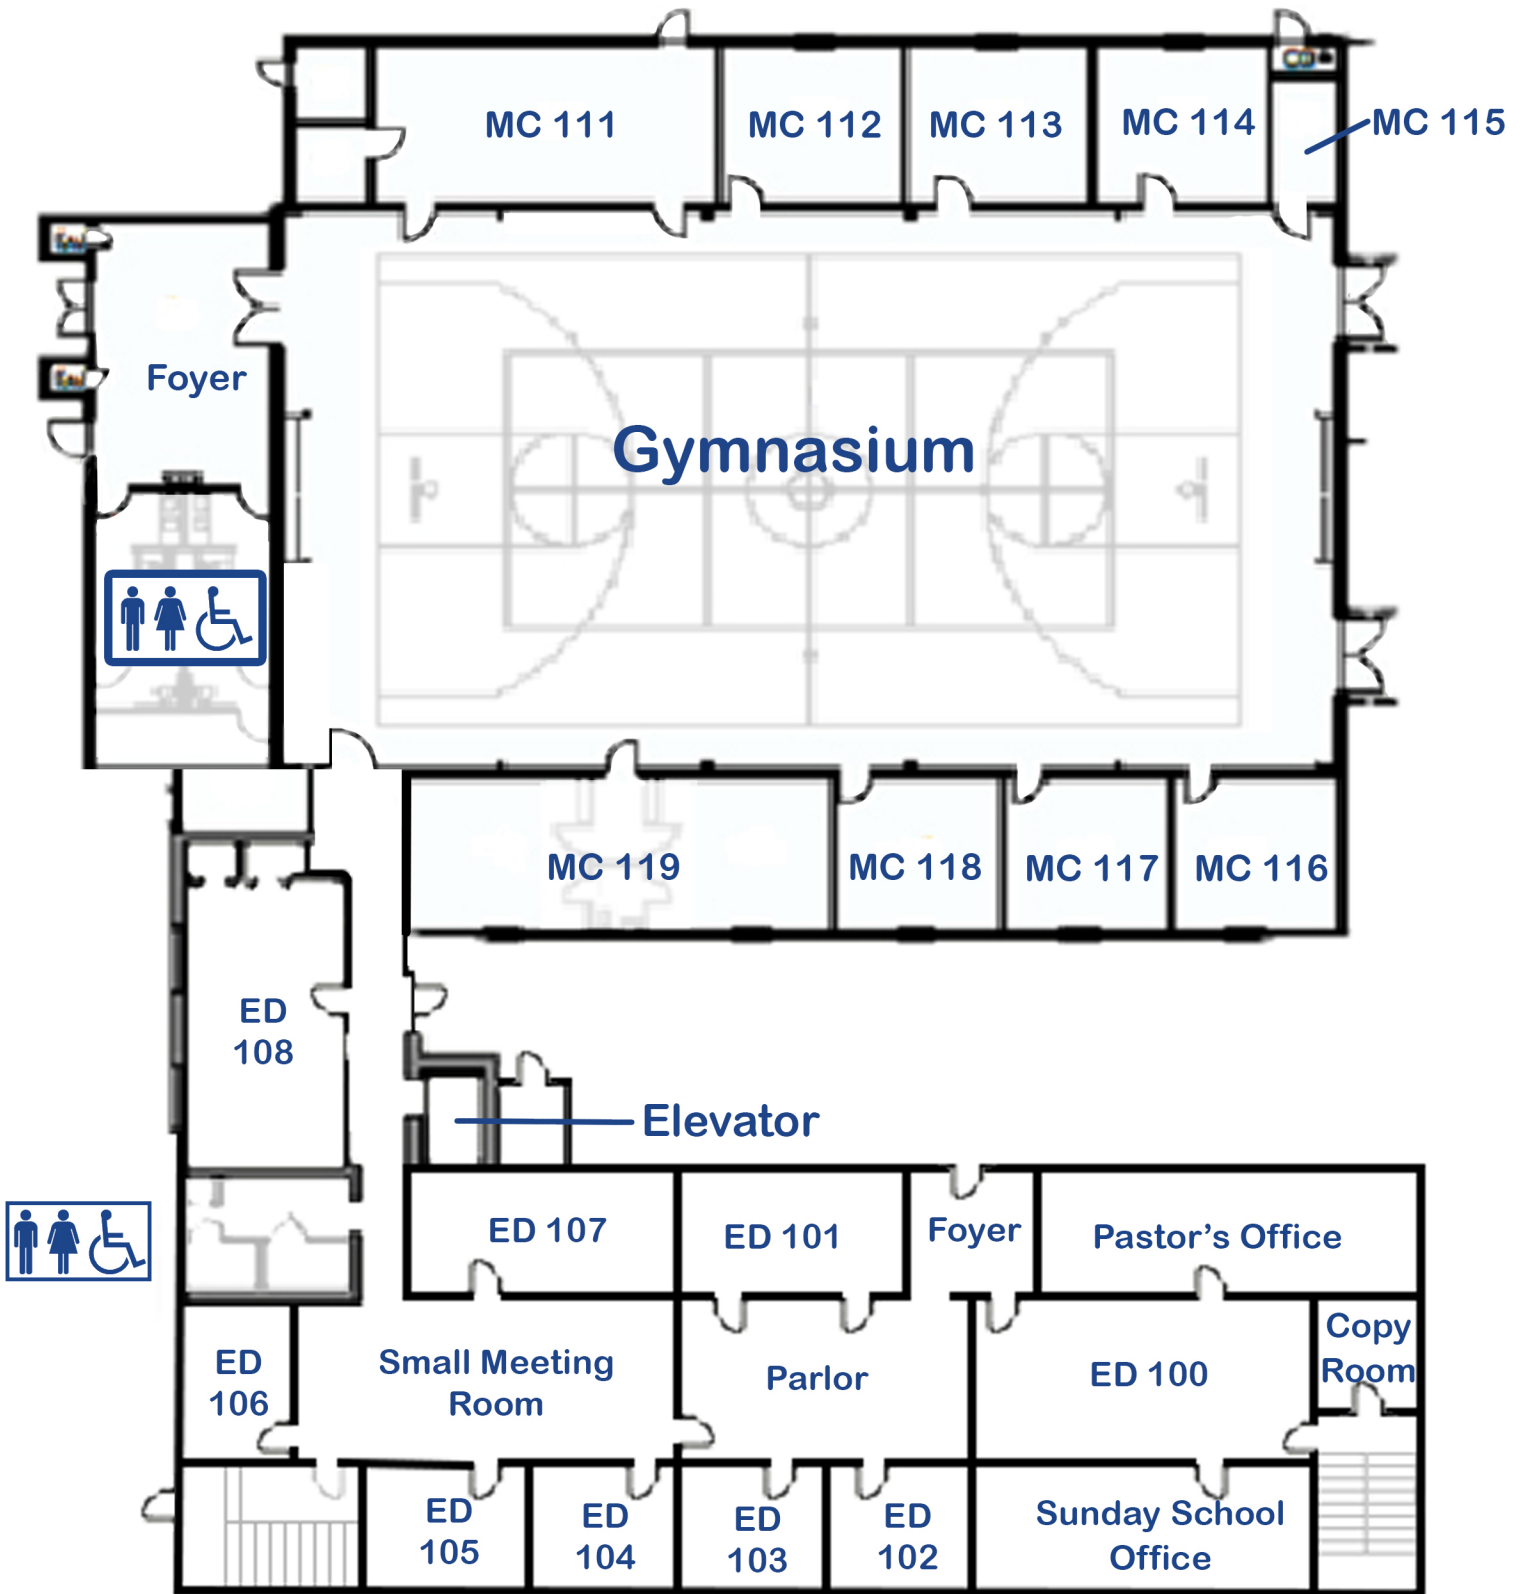 MC 111
MC 112
MC 113
MC 114
MC 115
Foyer
Gymnasium
MC 119
MC 118
MC 117
MC 116
ED
108
Elevator
ED 107
ED 101
Foyer
Pastor's Office
ED
106
Small Meeting
Room
Parlor
ED 100
Copy
Room
ED
105
ED
104
ED
103
ED
102
Sunday School
Office